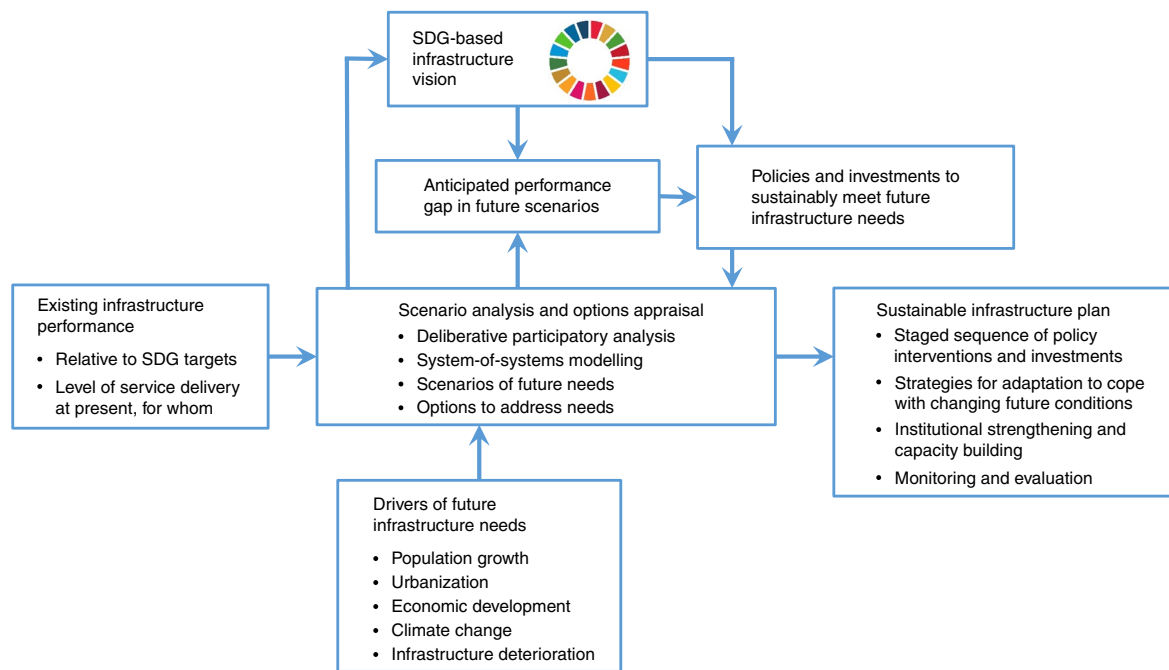 SDG-based
infrastructure
vision
Anticipated performance
gap in future scenarios
Policies and investments to
sustainably meet future
infrastructure needs
Existing infrastructure
performance
• Relative to SDG targets
• Level of service delivery
at present, for whom
Scenario analysis and options appraisal
• Deliberative participatory analysis
• System-of-systems modelling
• Scenarios of future needs
• Options to address needs
Sustainable infrastructure plan
• Staged sequence of policy
interventions and investments
• Strategies for adaptation to cope
with changing future conditions
• Institutional strengthening and
capacity building
• Monitoring and evaluation
Drivers of future
infrastructure needs
• Population growth
• Urbanization
• Economic development
• Climate change
• Infrastructure deterioration